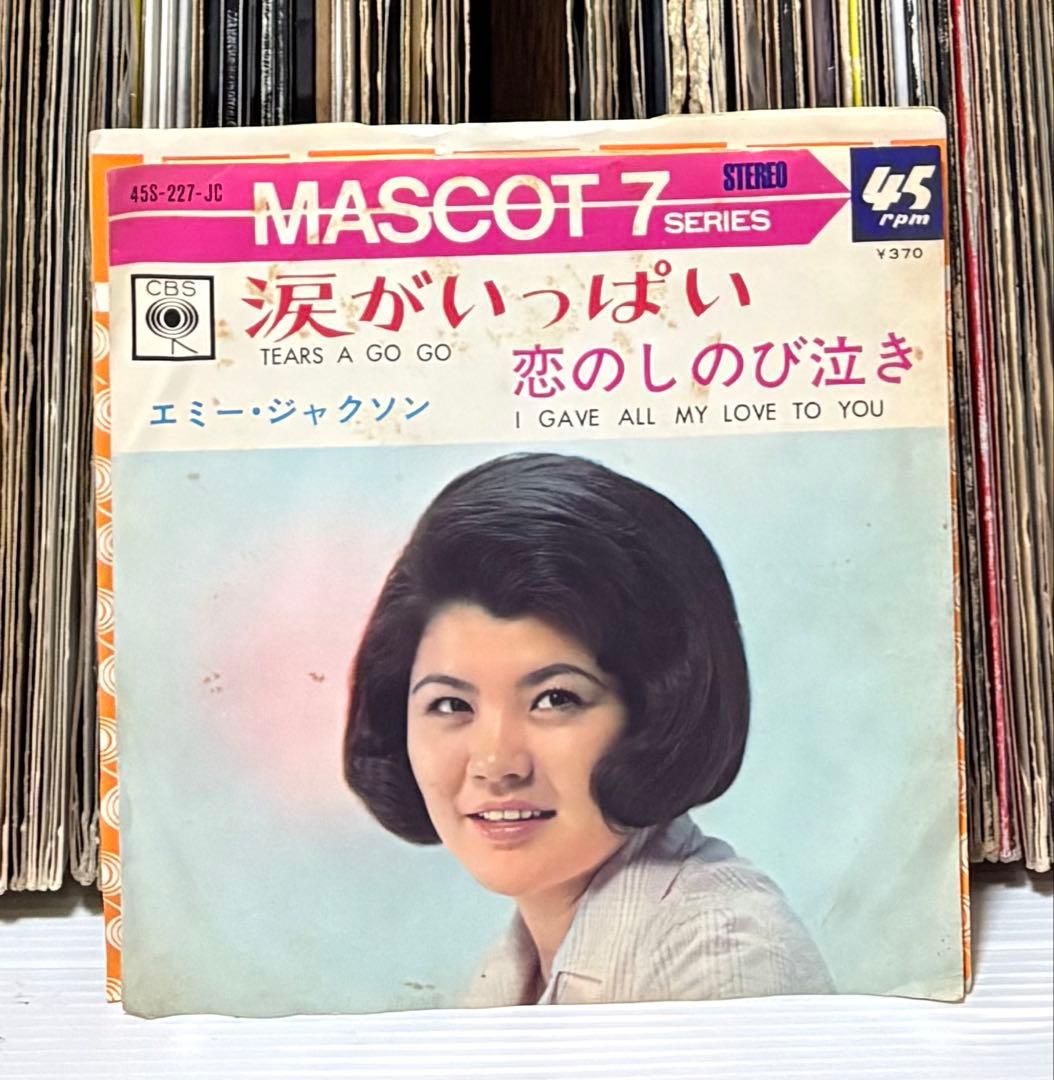 45S-227-JC
MASCOT 7 SERIES
STEREO
45 rpm
¥370
CBS
涙がいっぱい
TEARS A GO GO
恋のしのび泣き
I GAVE ALL MY LOVE TO YOU
エミー・ジャクソン